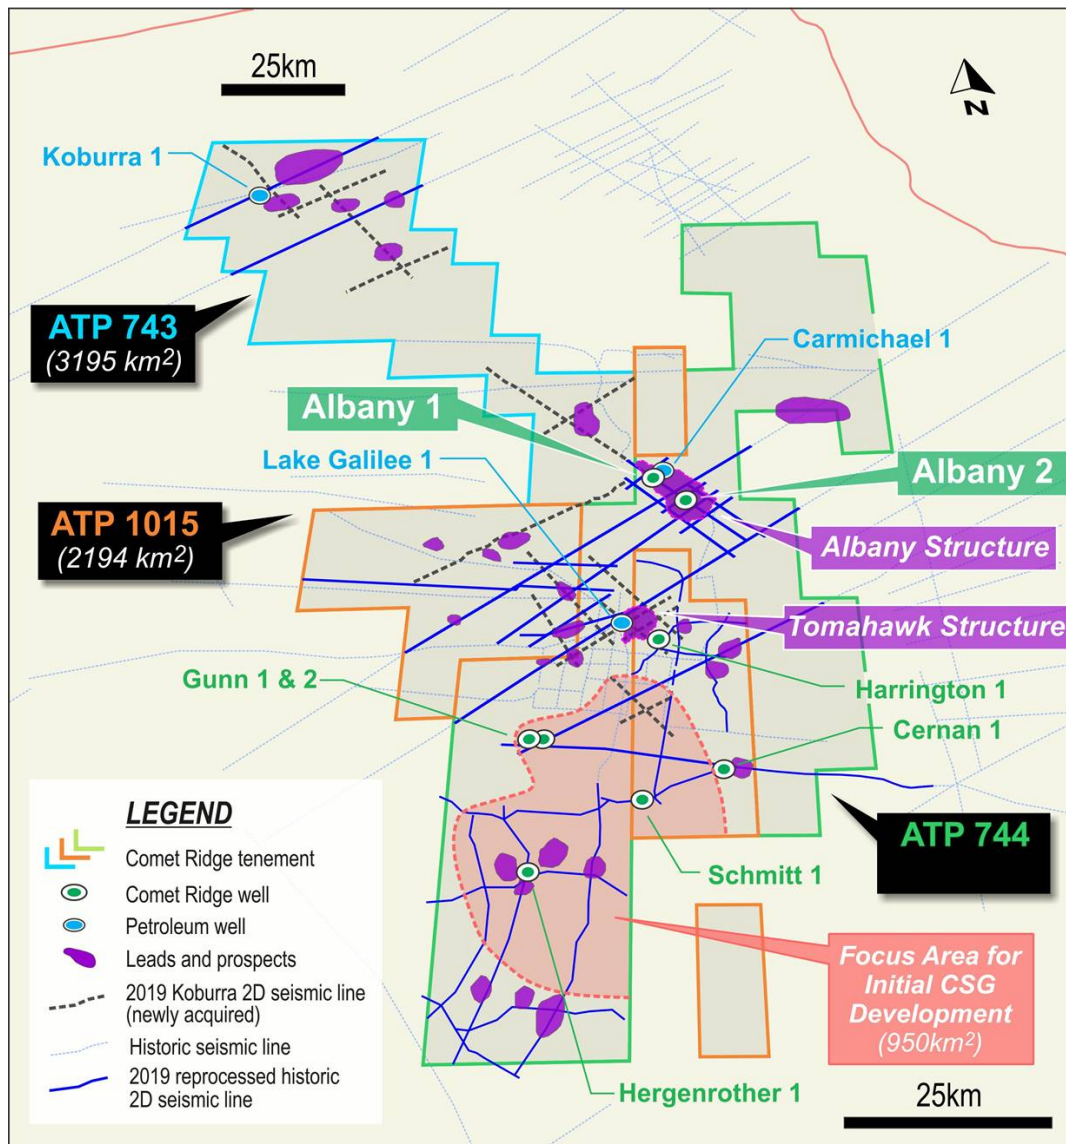 25km
N
Koburra 1
ATP 743
(3195 km²)
Carmichael 1
Albany 1
Lake Galilee 1
Albany 2
ATP 1015
(2194 km²)
Albany Structure
Tomahawk Structure
Gunn 1 & 2
Harrington 1
Cernan 1
LEGEND
Comet Ridge tenement
Comet Ridge well
Petroleum well
Leads and prospects
2019 Koburra 2D seismic line
(newly acquired)
Historic seismic line
2019 reprocessed historic
2D seismic line
ATP 744
Schmitt 1
Focus Area for
Initial CSG
Development
(950km²)
Hergenrother 1
25km